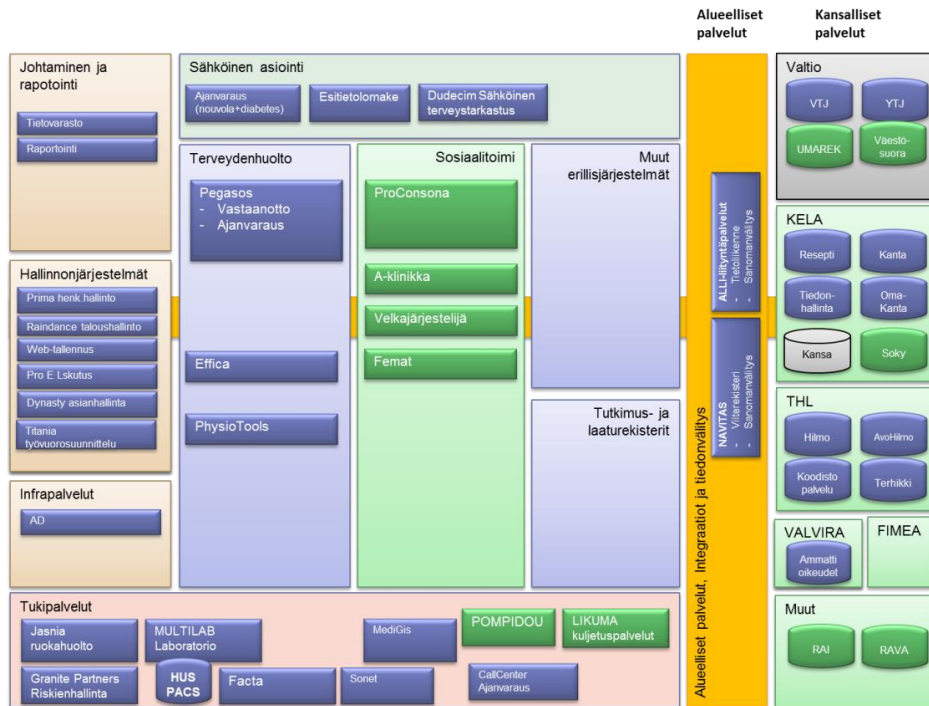 Alueelliset
palvelut
Kansalliset
palvelut
Johtaminen ja
rapotointi
Tietovarasto
Raportointi
Hallinnonjärjestelmät
Prima henk.hallinto
Raindance taloushallinto
Web-tallennus
Pro E Lskutus
Dynasty asianhallinta
Titania
työvuorosuunnittelu
Infrapalvelut
AD
Sähköinen asiointi
Ajanvaraus
(nouvola+diabetes)
Esitietolomake
Dudecim Sähköinen
terveystarkastus
Terveydenhuolto
Pegasos
- Vastaanotto
- Ajanvaraus
Effica
PhysioTools
Sosiaalitoimi
ProConsona
A-klinikka
Velkajärjestelijä
Femat
Muut
erillisjärjestelmät
Tutkimus- ja
laaturekisterit
Tukipalvelut
Jasnia
ruokahuolto
MULTILAB
Laboratorio
MediGis
POMPIDOU
LIKUMA
kuljetuspalvelut
Granite Partners
Riskienhallinta
HUS
PACS
Facta
Sonet
CallCenter
Ajanvaraus
Alueelliset palvelut, Integraatiot ja tiedonvälitys
ALLI-liityntäpalvelut
- Tietoliikenne
- Sanomanvälitys
NAVITAS
- Viiterekisteri
- Sanomanvälitys
Valtio
VTJ
YTJ
UMAREK
Väestö-
suora
KELA
Resepti
Kanta
Tiedon-
hallinta
Oma-
Kanta
Kansa
Soky
THL
Hilmo
AvoHilmo
Koodisto
palvelu
Terhikki
VALVIRA
Ammatti
oikeudet
FIMEA
Muut
RAI
RAVA